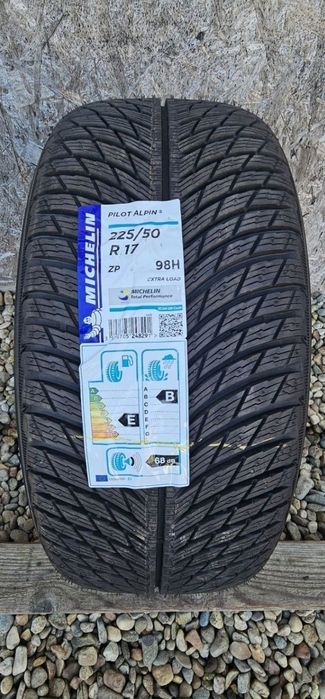 MICHELIN
PILOT ALPIN 5
225/50
R 17
ZP 98H
EXTRA LOAD
MICHELIN
Total Performance
A
B
C
D
E
F
G
E
B
68 dB